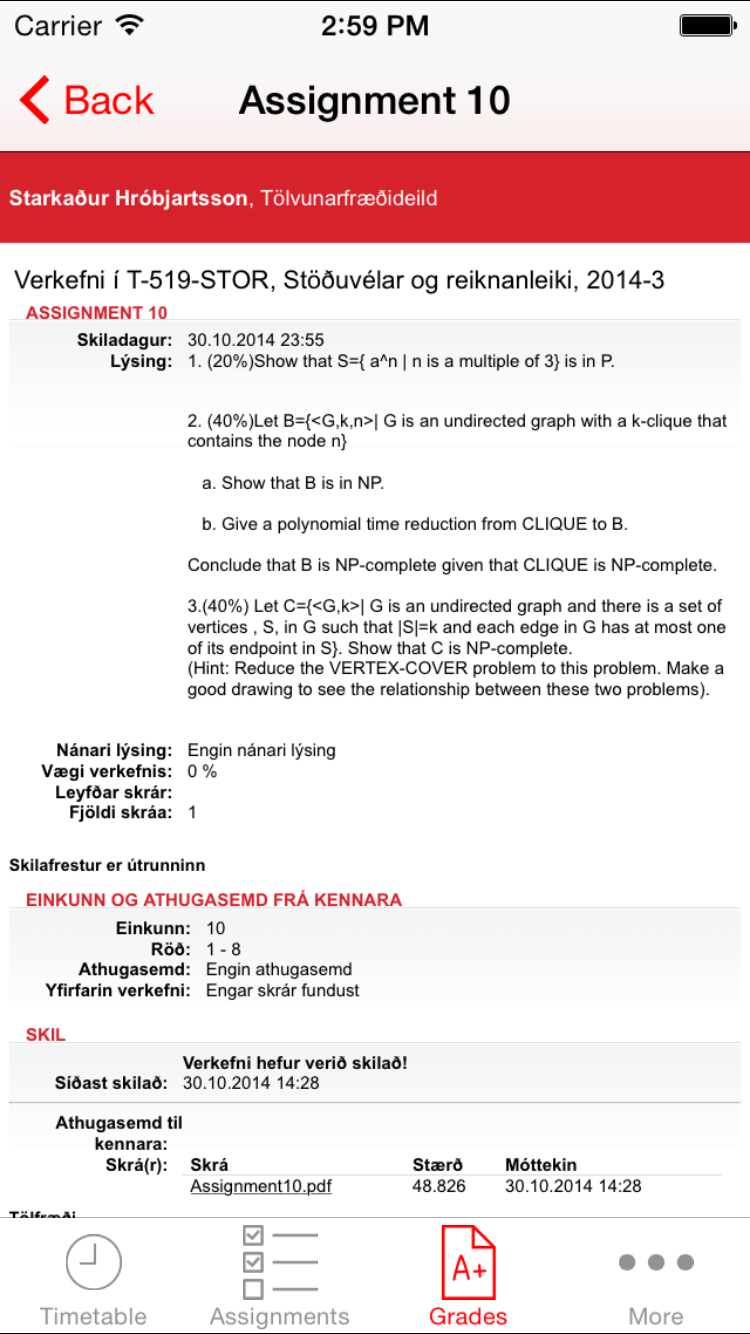 Carrier 2:59 PM
Back Assignment 10
Starkaður Hróbjartsson, Tölvunarfræðideild
Verkefni í T-519-STOR, Stöðuvélar og reiknanleiki, 2014-3
ASSIGNMENT 10
Skiladagur: 30.10.2014 23:55
Lýsing: 1. (20%)Show that S={ a^n | n is a multiple of 3} is in P.
2. (40%)Let B={<G,k,n>| G is an undirected graph with a k-clique that
contains the node n}
a. Show that B is in NP.
b. Give a polynomial time reduction from CLIQUE to B.
Conclude that B is NP-complete given that CLIQUE is NP-complete.
3.(40%) Let C={<G,k>| G is an undirected graph and there is a set of
vertices , S, in G such that |S|=k and each edge in G has at most one
of its endpoint in S}. Show that C is NP-complete.
(Hint: Reduce the VERTEX-COVER problem to this problem. Make a
good drawing to see the relationship between these two problems).
Nánari lýsing: Engin nánari lýsing
Vægi verkefnis: 0 %
Leyfðar skrár:
Fjöldi skráa: 1
Skilafrestur er útrunninn
EINKUNN OG ATHUGASEMD FRÁ KENNARA
Einkunn: 10
Röð: 1 - 8
Athugasemd: Engin athugasemd
Yfirfarin verkefni: Engar skrár fundust
SKIL
Verkefni hefur verið skilað!
Síðast skilað: 30.10.2014 14:28
Athugasemd til
kennara:
Skrá(r): Skrá Stærð Móttekin
Assignment10.pdf 48.826 30.10.2014 14:28
Tölfræði
A+
Timetable Assignments Grades More